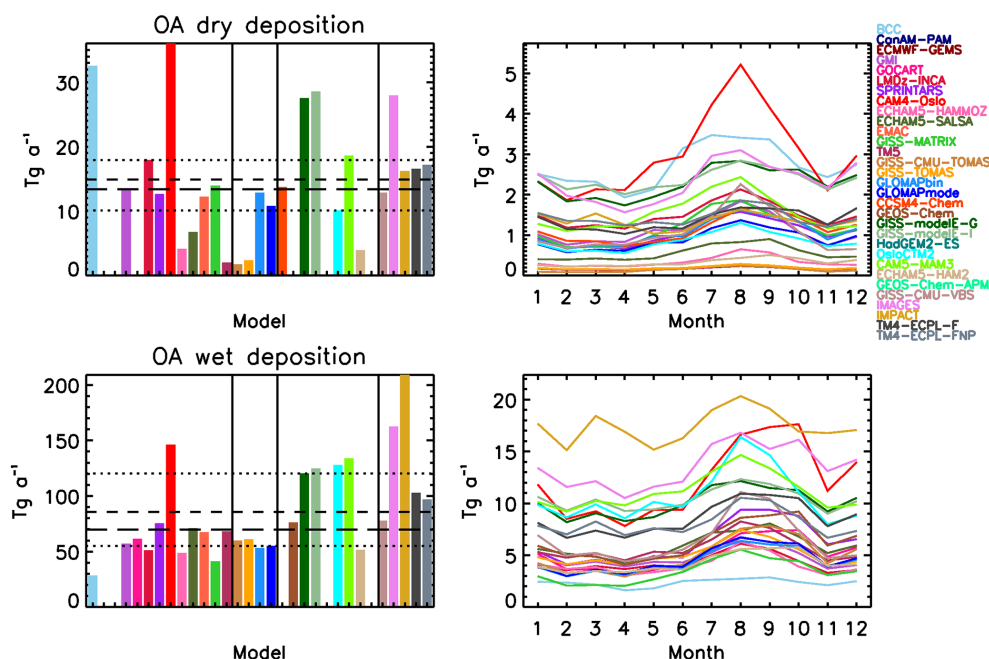 OA dry deposition
Tg a⁻¹
30
20
10
0
Model
Tg a⁻¹
5
4
3
2
1
0
1 2 3 4 5 6 7 8 9 10 11 12
Month
BCC
CanAM-PAM
ECMWF-GEMS
GMI
GOCART
LMDz-INCA
SPRINTARS
CAM4-Oslo
ECHAM5-HAMMOZ
ECHAM5-SALSA
EMAC
GISS-MATRIX
TM5
GISS-CMU-TOMAS
GISS-TOMAS
GLOMAPbin
GLOMAPmode
CCSM4-Chem
GEOS-Chem
GISS-modelE-G
GISS-modelE-I
HadGEM2-ES
OsloCTM2
CAM5-MAM3
ECHAM5-HAM2
GEOS-Chem-APM
GISS-CMU-VBS
IMAGES
IMPACT
TM4-ECPL-F
TM4-ECPL-FNP
OA wet deposition
Tg a⁻¹
200
150
100
50
0
Model
Tg a⁻¹
20
15
10
5
0
1 2 3 4 5 6 7 8 9 10 11 12
Month